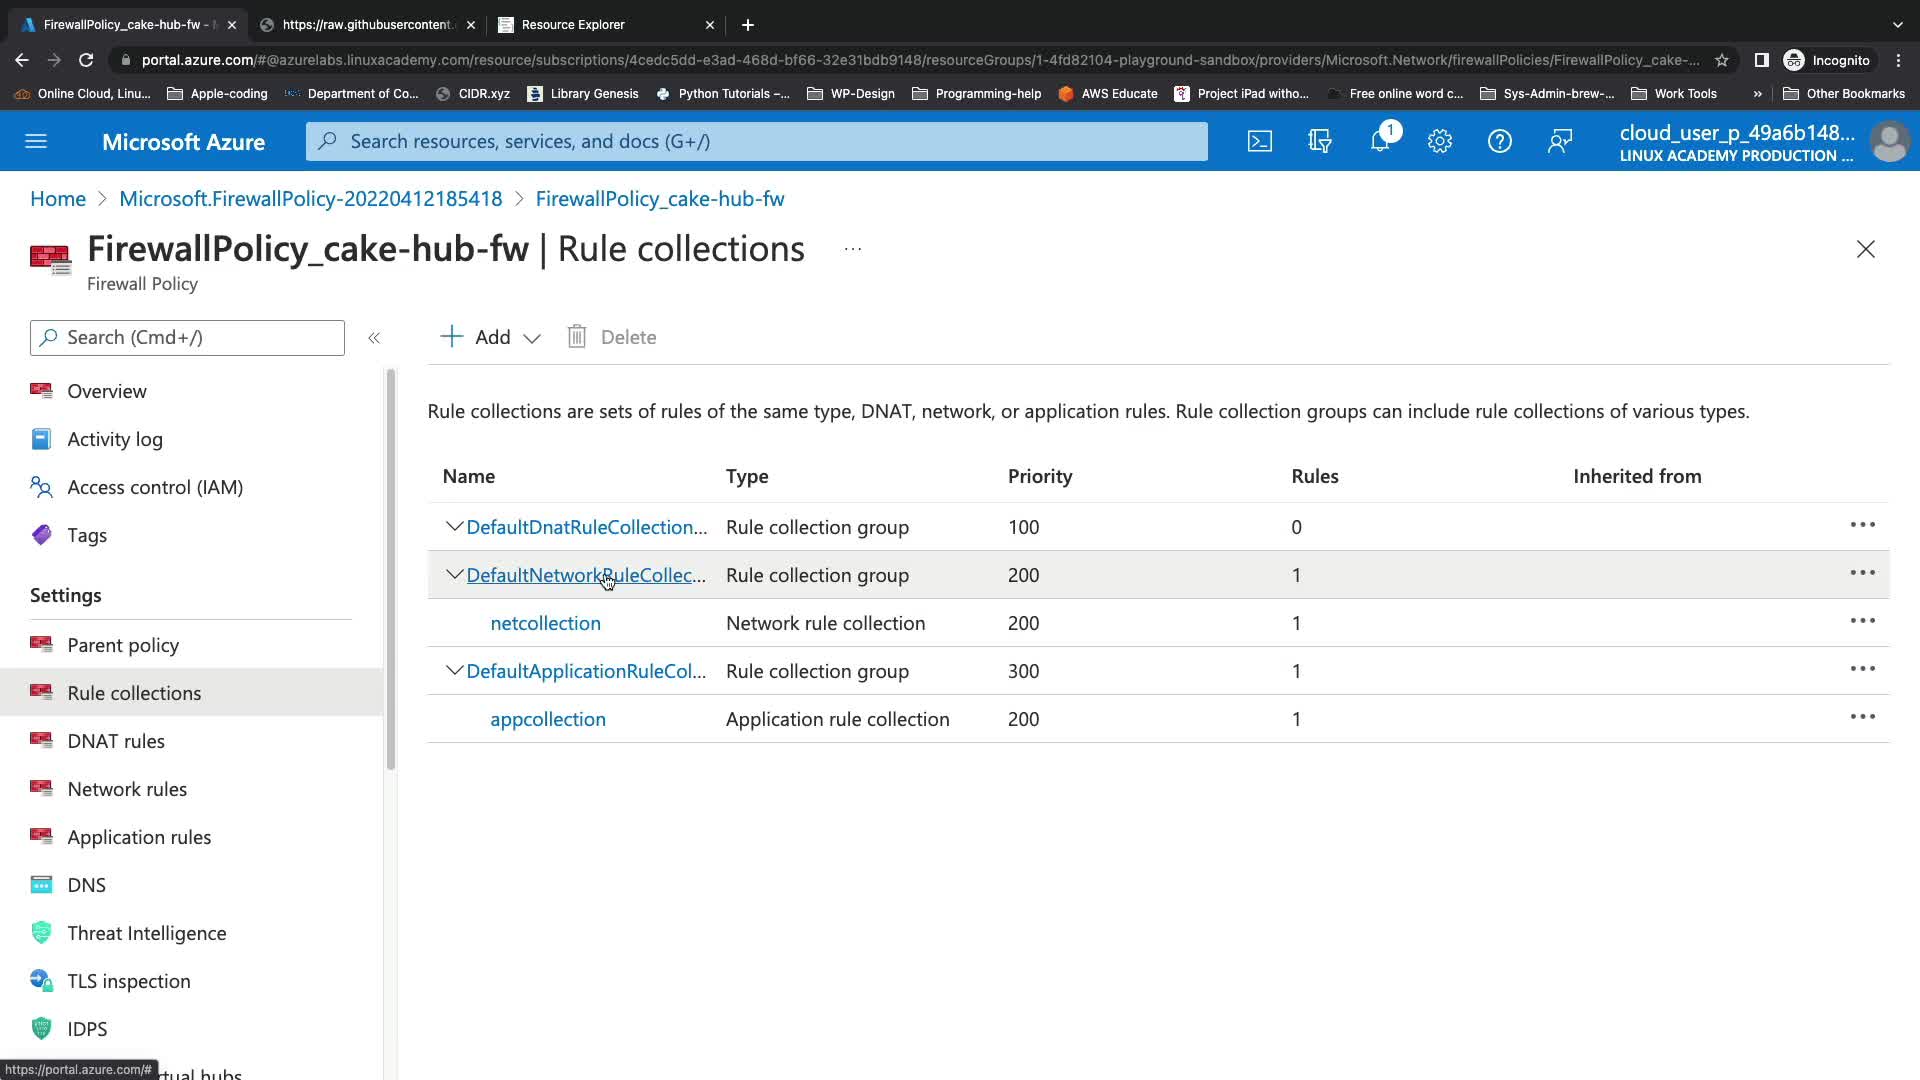 FirewallPolicy_cake-hub-fw -
https://raw.githubusercontent.
Resource Explorer
portal.azure.com/#@azurelabs.linuxacademy.com/resource/subscriptions/4cedc5dd-e3ad-468d-bf66-32e31bdb9148/resourceGroups/1-4fd82104-playground-sandbox/providers/Microsoft.Network/firewallPolicies/FirewallPolicy_cake-...
Incognito
Online Cloud, Linu...
Apple-coding
Department of Co...
CIDR.xyz
Library Genesis
Python Tutorials –...
WP-Design
Programming-help
AWS Educate
Project iPad witho...
Free online word c...
Sys-Admin-brew-...
Work Tools
»
Other Bookmarks
Microsoft Azure
Search resources, services, and docs (G+/)
1
cloud_user_p_49a6b148...
LINUX ACADEMY PRODUCTION ...
Home > Microsoft.FirewallPolicy-20220412185418 > FirewallPolicy_cake-hub-fw
FirewallPolicy_cake-hub-fw | Rule collections ...
Firewall Policy
Search (Cmd+/)
«
Add
Delete
Overview
Activity log
Access control (IAM)
Tags
Settings
Parent policy
Rule collections
DNAT rules
Network rules
Application rules
DNS
Threat Intelligence
TLS inspection
IDPS
Rule collections are sets of rules of the same type, DNAT, network, or application rules. Rule collection groups can include rule collections of various types.
Name Type Priority Rules Inherited from
DefaultDnatRuleCollection... Rule collection group 100 0
DefaultNetworkRuleCollec... Rule collection group 200 1
netcollection Network rule collection 200 1
DefaultApplicationRuleCol... Rule collection group 300 1
appcollection Application rule collection 200 1
https://portal.azure.com/#
tual hubs